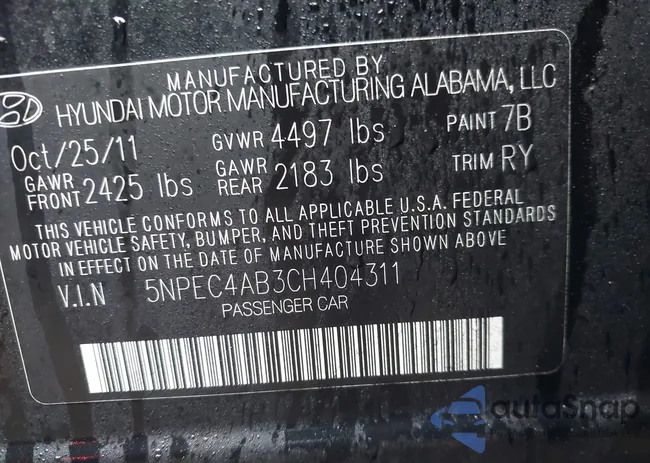 MANUFACTURED BY
HYUNDAI MOTOR MANUFACTURING ALABAMA, LLC
Oct/25/11 GVWR 4497 lbs PAINT 7B
GAWR FRONT 2425 lbs GAWR REAR 2183 lbs TRIM RY
THIS VEHICLE CONFORMS TO ALL APPLICABLE U.S.A. FEDERAL
MOTOR VEHICLE SAFETY, BUMPER, AND THEFT PREVENTION STANDARDS
IN EFFECT ON THE DATE OF MANUFACTURE SHOWN ABOVE
V.I.N 5NPEC4AB3CH404311
PASSENGER CAR
autoSnap